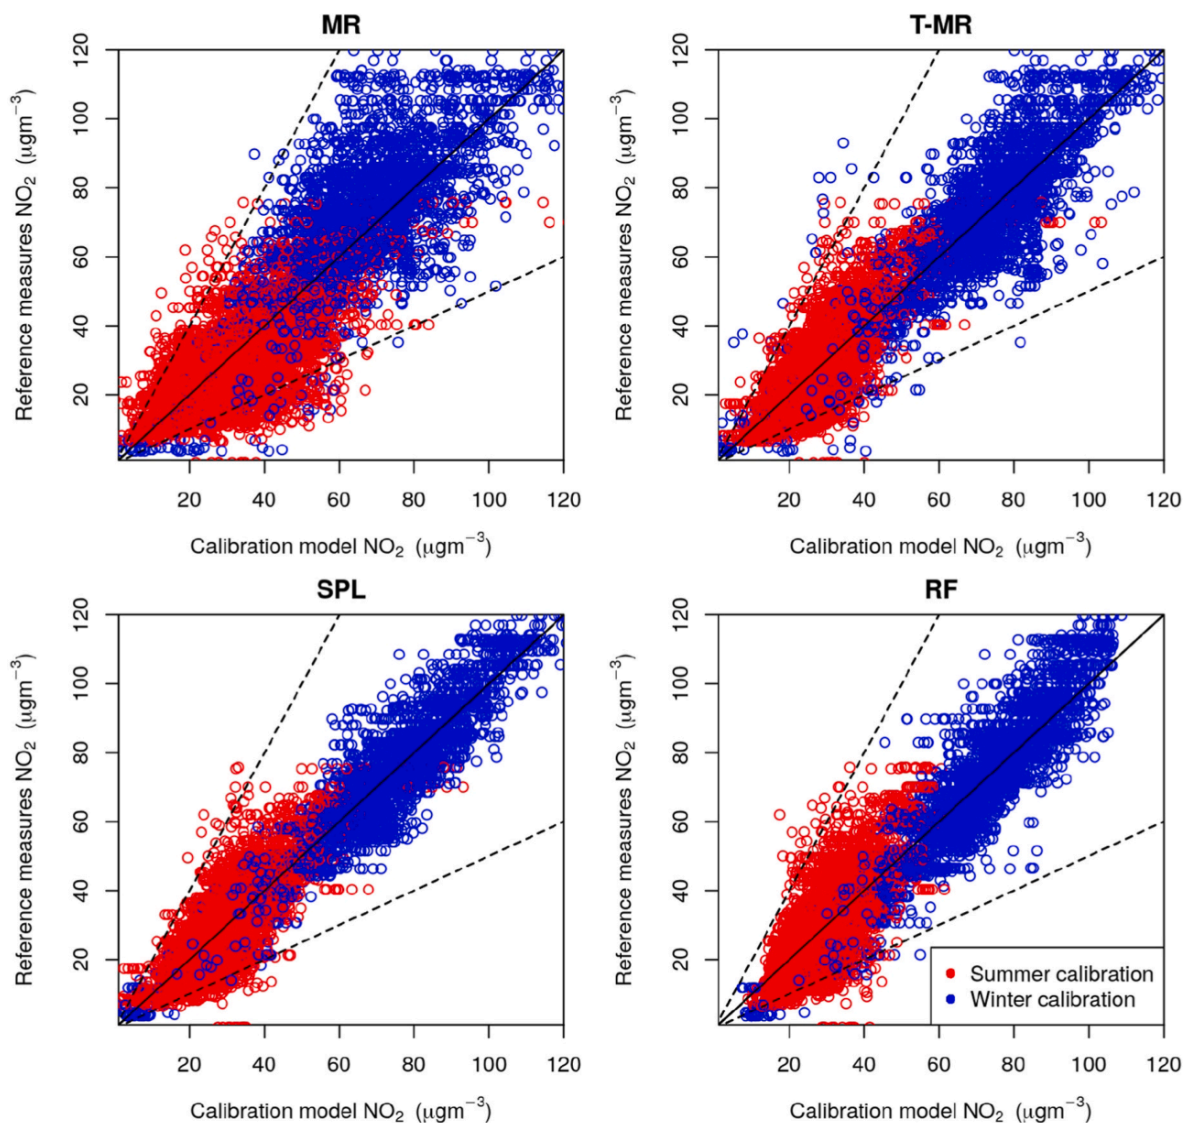 MR
120
100
80
60
40
20
Reference measures NO₂ (μgm⁻³)
20 40 60 80 100 120
Calibration model NO₂ (μgm⁻³)
T-MR
120
100
80
60
40
20
Reference measures NO₂ (μgm⁻³)
20 40 60 80 100 120
Calibration model NO₂ (μgm⁻³)
SPL
120
100
80
60
40
20
Reference measures NO₂ (μgm⁻³)
20 40 60 80 100 120
Calibration model NO₂ (μgm⁻³)
RF
120
100
80
60
40
20
Reference measures NO₂ (μgm⁻³)
Summer calibration
Winter calibration
20 40 60 80 100 120
Calibration model NO₂ (μgm⁻³)